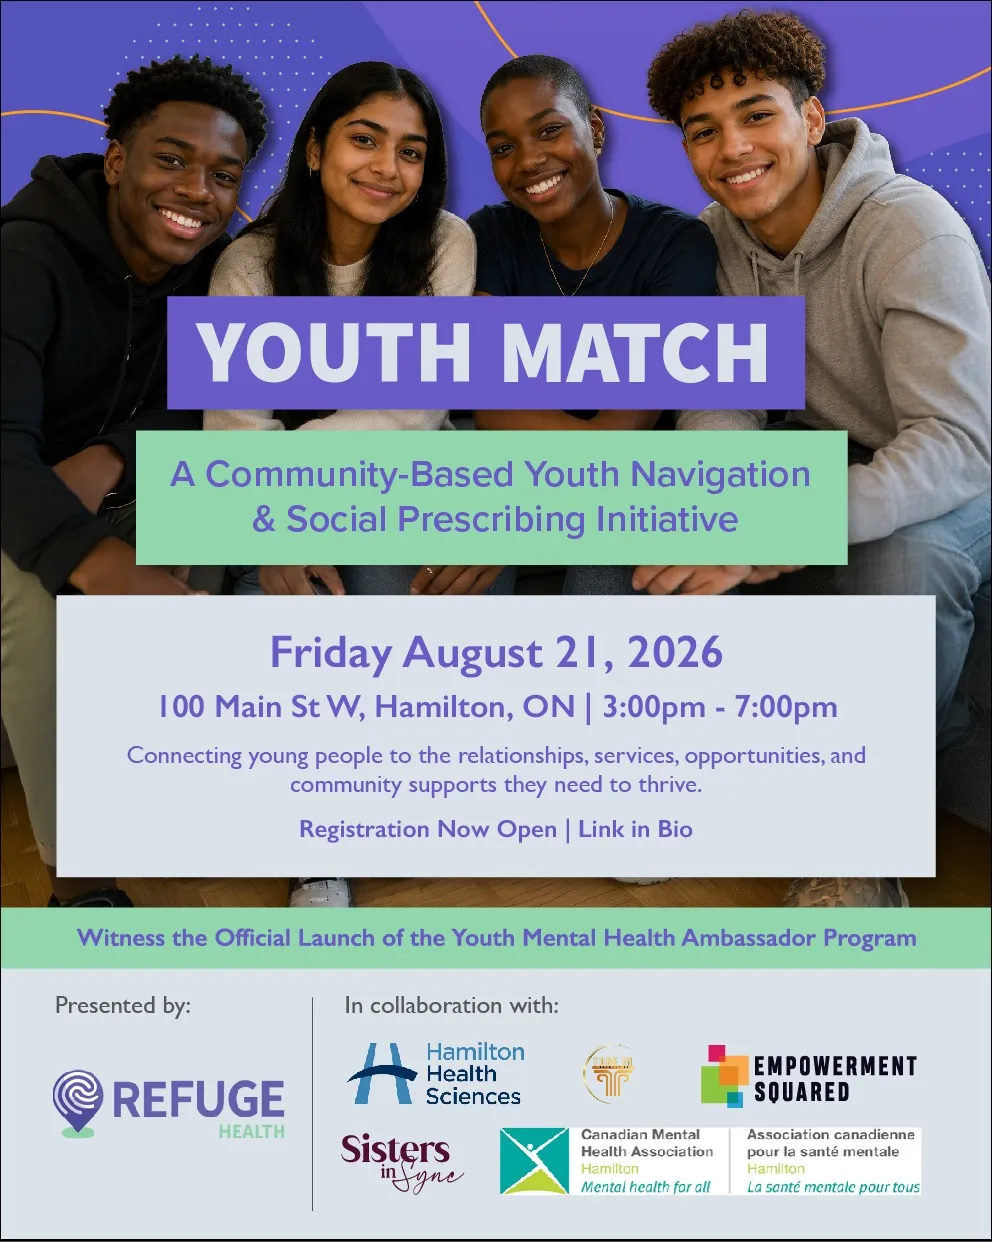 YOUTH MATCH
A Community-Based Youth Navigation
& Social Prescribing Initiative
Friday August 21, 2026
100 Main St W, Hamilton, ON | 3:00pm - 7:00pm
Connecting young people to the relationships, services, opportunities, and
community supports they need to thrive.
Registration Now Open | Link in Bio
Witness the Official Launch of the Youth Mental Health Ambassador Program
Presented by:
REFUGE
HEALTH
In collaboration with:
Hamilton
Health
Sciences
EMPOWERMENT
SQUARED
Sisters
in Sync
Canadian Mental
Health Association
Hamilton
Mental health for all
Association canadienne
pour la santé mentale
Hamilton
La santé mentale pour tous